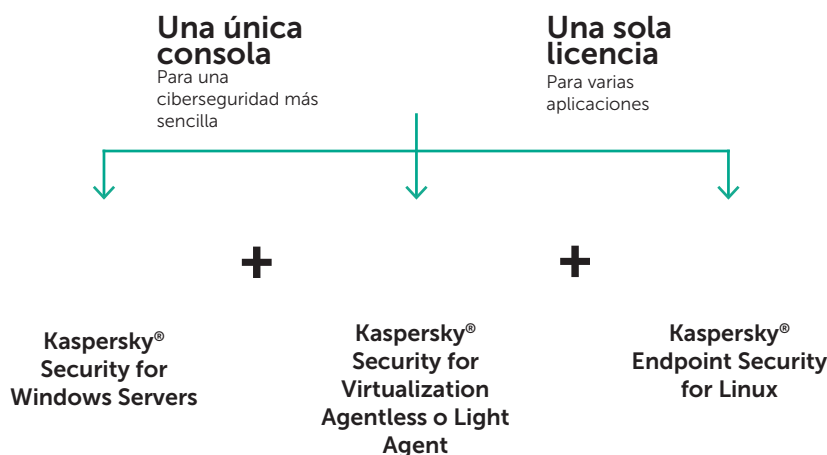 Una única
consola
Para una
ciberseguridad más
sencilla
Una sola
licencia
Para varias
aplicaciones
+
+
Kaspersky®
Security for
Windows Servers
Kaspersky®
Security for
Virtualization
Agentless o Light
Agent
Kaspersky®
Endpoint Security
for Linux